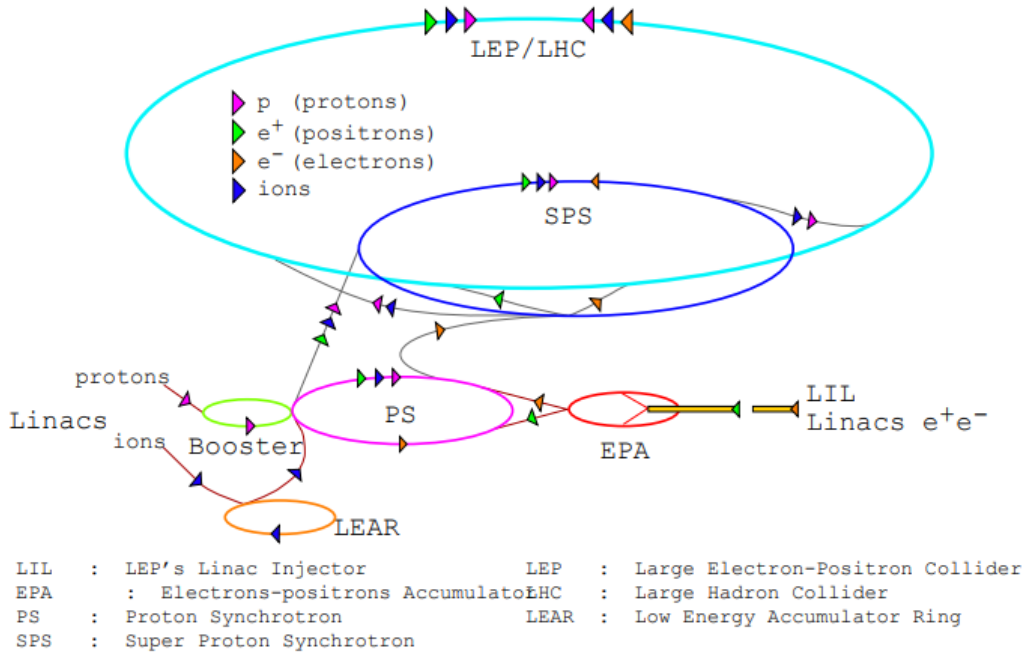 LEP/LHC
p (protons)
e⁺ (positrons)
e⁻ (electrons)
ions
SPS
protons
Linacs
ions
Booster
PS
EPA
LIL
Linacs e⁺e⁻
LEAR
LIL : LEP's Linac Injector
EPA : Electrons-positrons Accumulator
PS : Proton Synchrotron
SPS : Super Proton Synchrotron
LEP : Large Electron-Positron Collider
LHC : Large Hadron Collider
LEAR : Low Energy Accumulator Ring